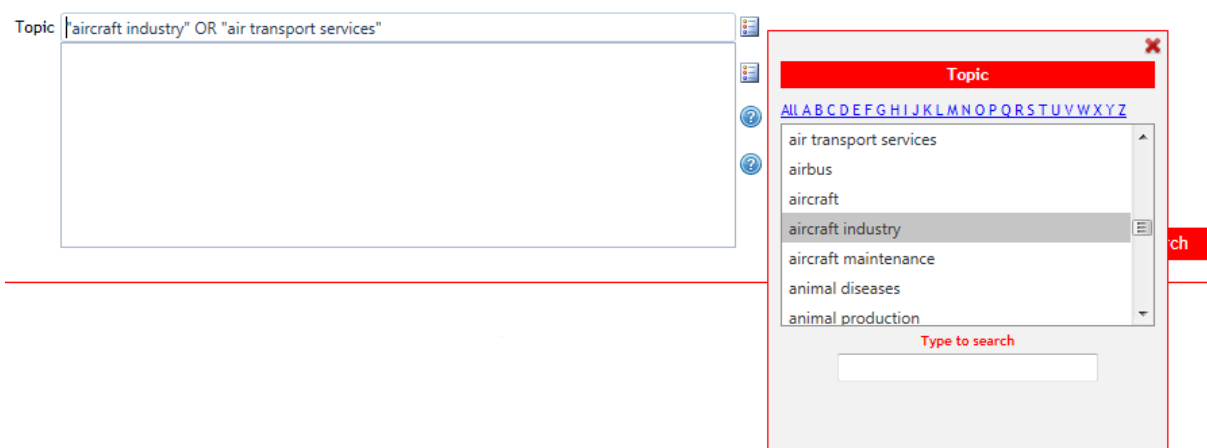 Topic "aircraft industry" OR "air transport services"
Topic
All A B C D E F G H I J K L M N O P Q R S T U V W X Y Z
air transport services
airbus
aircraft
aircraft industry
aircraft maintenance
animal diseases
animal production
Type to search
rch